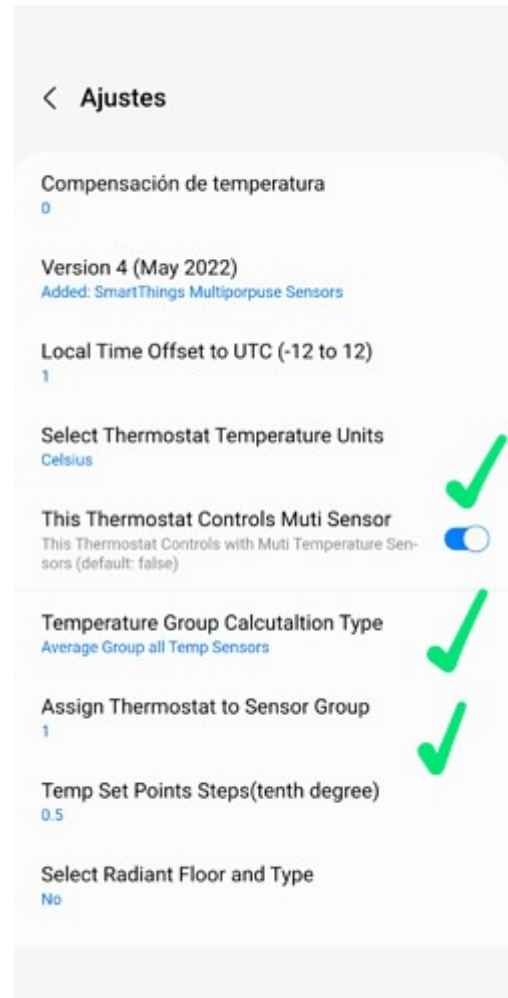 Ajustes
Compensación de temperatura
0
Version 4 (May 2022)
Added: SmartThings Multiporpuse Sensors
Local Time Offset to UTC (-12 to 12)
1
Select Thermostat Temperature Units
Celsius
This Thermostat Controls Muti Sensor
This Thermostat Controls with Muti Temperature Sen-
sors (default: false)
Temperature Group Calcutaltion Type
Average Group all Temp Sensors
Assign Thermostat to Sensor Group
1
Temp Set Points Steps(tenth degree)
0.5
Select Radiant Floor and Type
No